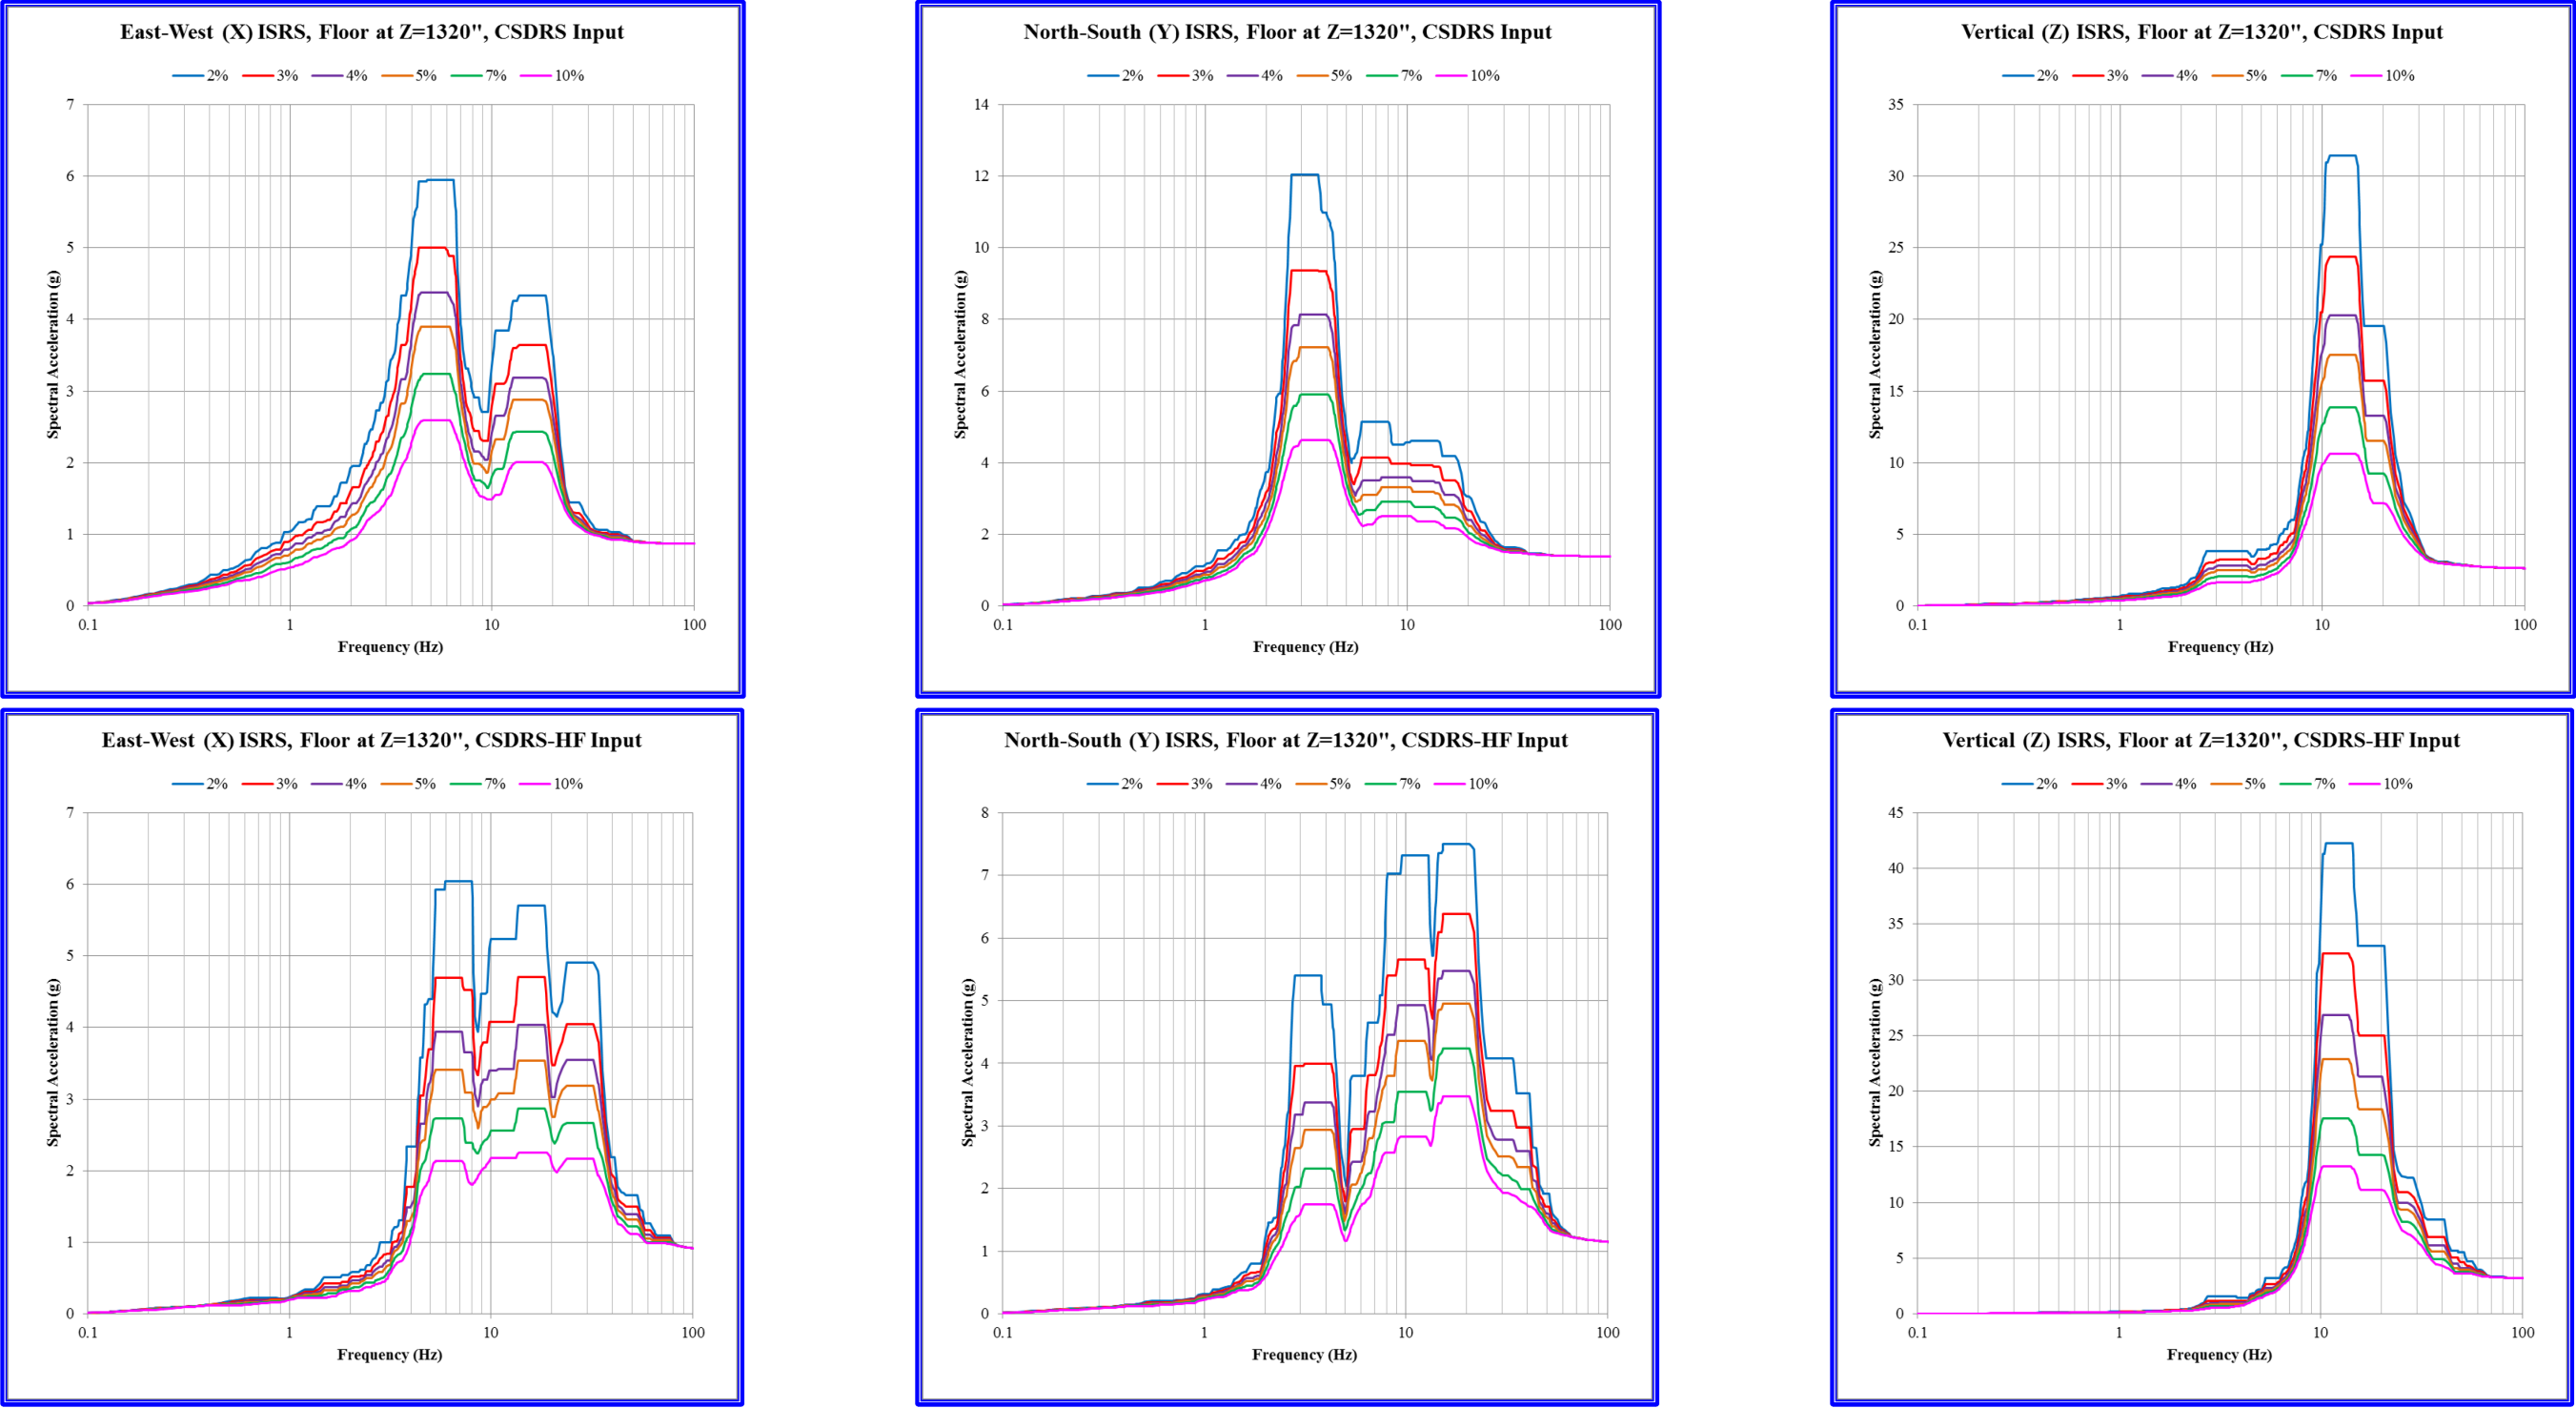 East-West (X) ISRS, Floor at Z=1320", CSDRS Input
2% 3% 4% 5% 7% 10%
7
6
5
4
3
2
1
0
Spectral Acceleration (g)
0.1 1 10 100
Frequency (Hz)
North-South (Y) ISRS, Floor at Z=1320", CSDRS Input
2% 3% 4% 5% 7% 10%
14
12
10
8
6
4
2
0
Spectral Acceleration (g)
0.1 1 10 100
Frequency (Hz)
Vertical (Z) ISRS, Floor at Z=1320", CSDRS Input
2% 3% 4% 5% 7% 10%
35
30
25
20
15
10
5
0
Spectral Acceleration (g)
0.1 1 10 100
Frequency (Hz)
East-West (X) ISRS, Floor at Z=1320", CSDRS-HF Input
2% 3% 4% 5% 7% 10%
7
6
5
4
3
2
1
0
Spectral Acceleration (g)
0.1 1 10 100
Frequency (Hz)
North-South (Y) ISRS, Floor at Z=1320", CSDRS-HF Input
2% 3% 4% 5% 7% 10%
8
7
6
5
4
3
2
1
0
Spectral Acceleration (g)
0.1 1 10 100
Frequency (Hz)
Vertical (Z) ISRS, Floor at Z=1320", CSDRS-HF Input
2% 3% 4% 5% 7% 10%
45
40
35
30
25
20
15
10
5
0
Spectral Acceleration (g)
0.1 1 10 100
Frequency (Hz)